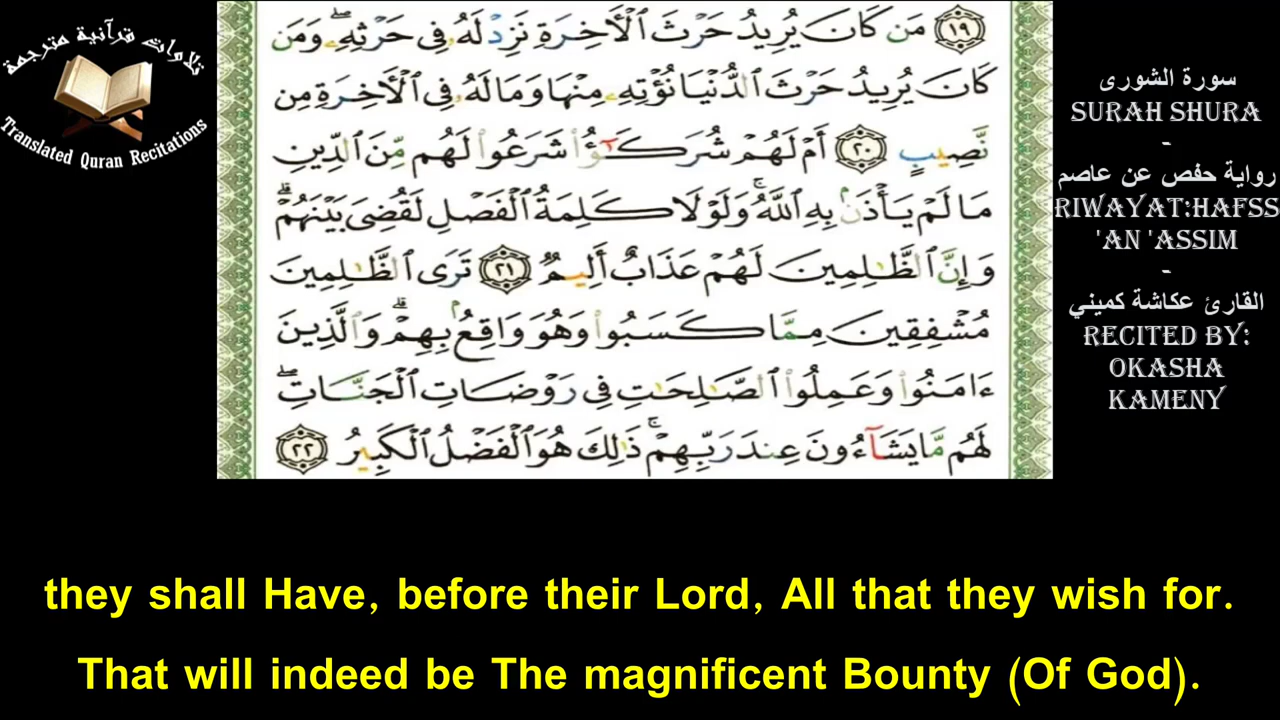 تلاوات قرآنية مترجمة
Translated Quran Recitations
١٩ مَن كَانَ يُرِيدُ حَرْثَ ٱلْأَخِرَةِ نَزِدْ لَهُۥ فِى حَرْثِهِۦۖ وَمَن
كَانَ يُرِيدُ حَرْثَ ٱلدُّنْيَا نُؤْتِهِۦ مِنْهَا وَمَا لَهُۥ فِى ٱلْأَخِرَةِ مِن
نَّصِيبٍ ٢٠ أَمْ لَهُمْ شُرَكَٰٓؤُا۟ شَرَعُوا۟ لَهُم مِّنَ ٱلدِّينِ
مَا لَمْ يَأْذَنۢ بِهِ ٱللَّهُۚ وَلَوْلَا كَلِمَةُ ٱلْفَصْلِ لَقُضِىَ بَيْنَهُمْۗ
وَإِنَّ ٱلظَّٰلِمِينَ لَهُمْ عَذَابٌ أَلِيمٌ ٢١ تَرَى ٱلظَّٰلِمِينَ
مُشْفِقِينَ مِمَّا كَسَبُوا۟ وَهُوَ وَاقِعٌۢ بِهِمْۗ وَٱلَّذِينَ
ءَامَنُوا۟ وَعَمِلُوا۟ ٱلصَّٰلِحَٰتِ فِى رَوْضَاتِ ٱلْجَنَّاتِۖ
لَهُم مَّا يَشَآءُونَ عِندَ رَبِّهِمْۚ ذَٰلِكَ هُوَ ٱلْفَضْلُ ٱلْكَبِيرُ ٢٢
سورة الشورى
SURAH SHURA
-
رواية حفص عن عاصم
RIWAYAT:HAFSS
'AN 'ASSIM
-
القارئ عكاشة كميني
RECITED BY:
OKASHA
KAMENY
they shall Have, before their Lord, All that they wish for.
That will indeed be The magnificent Bounty (Of God).